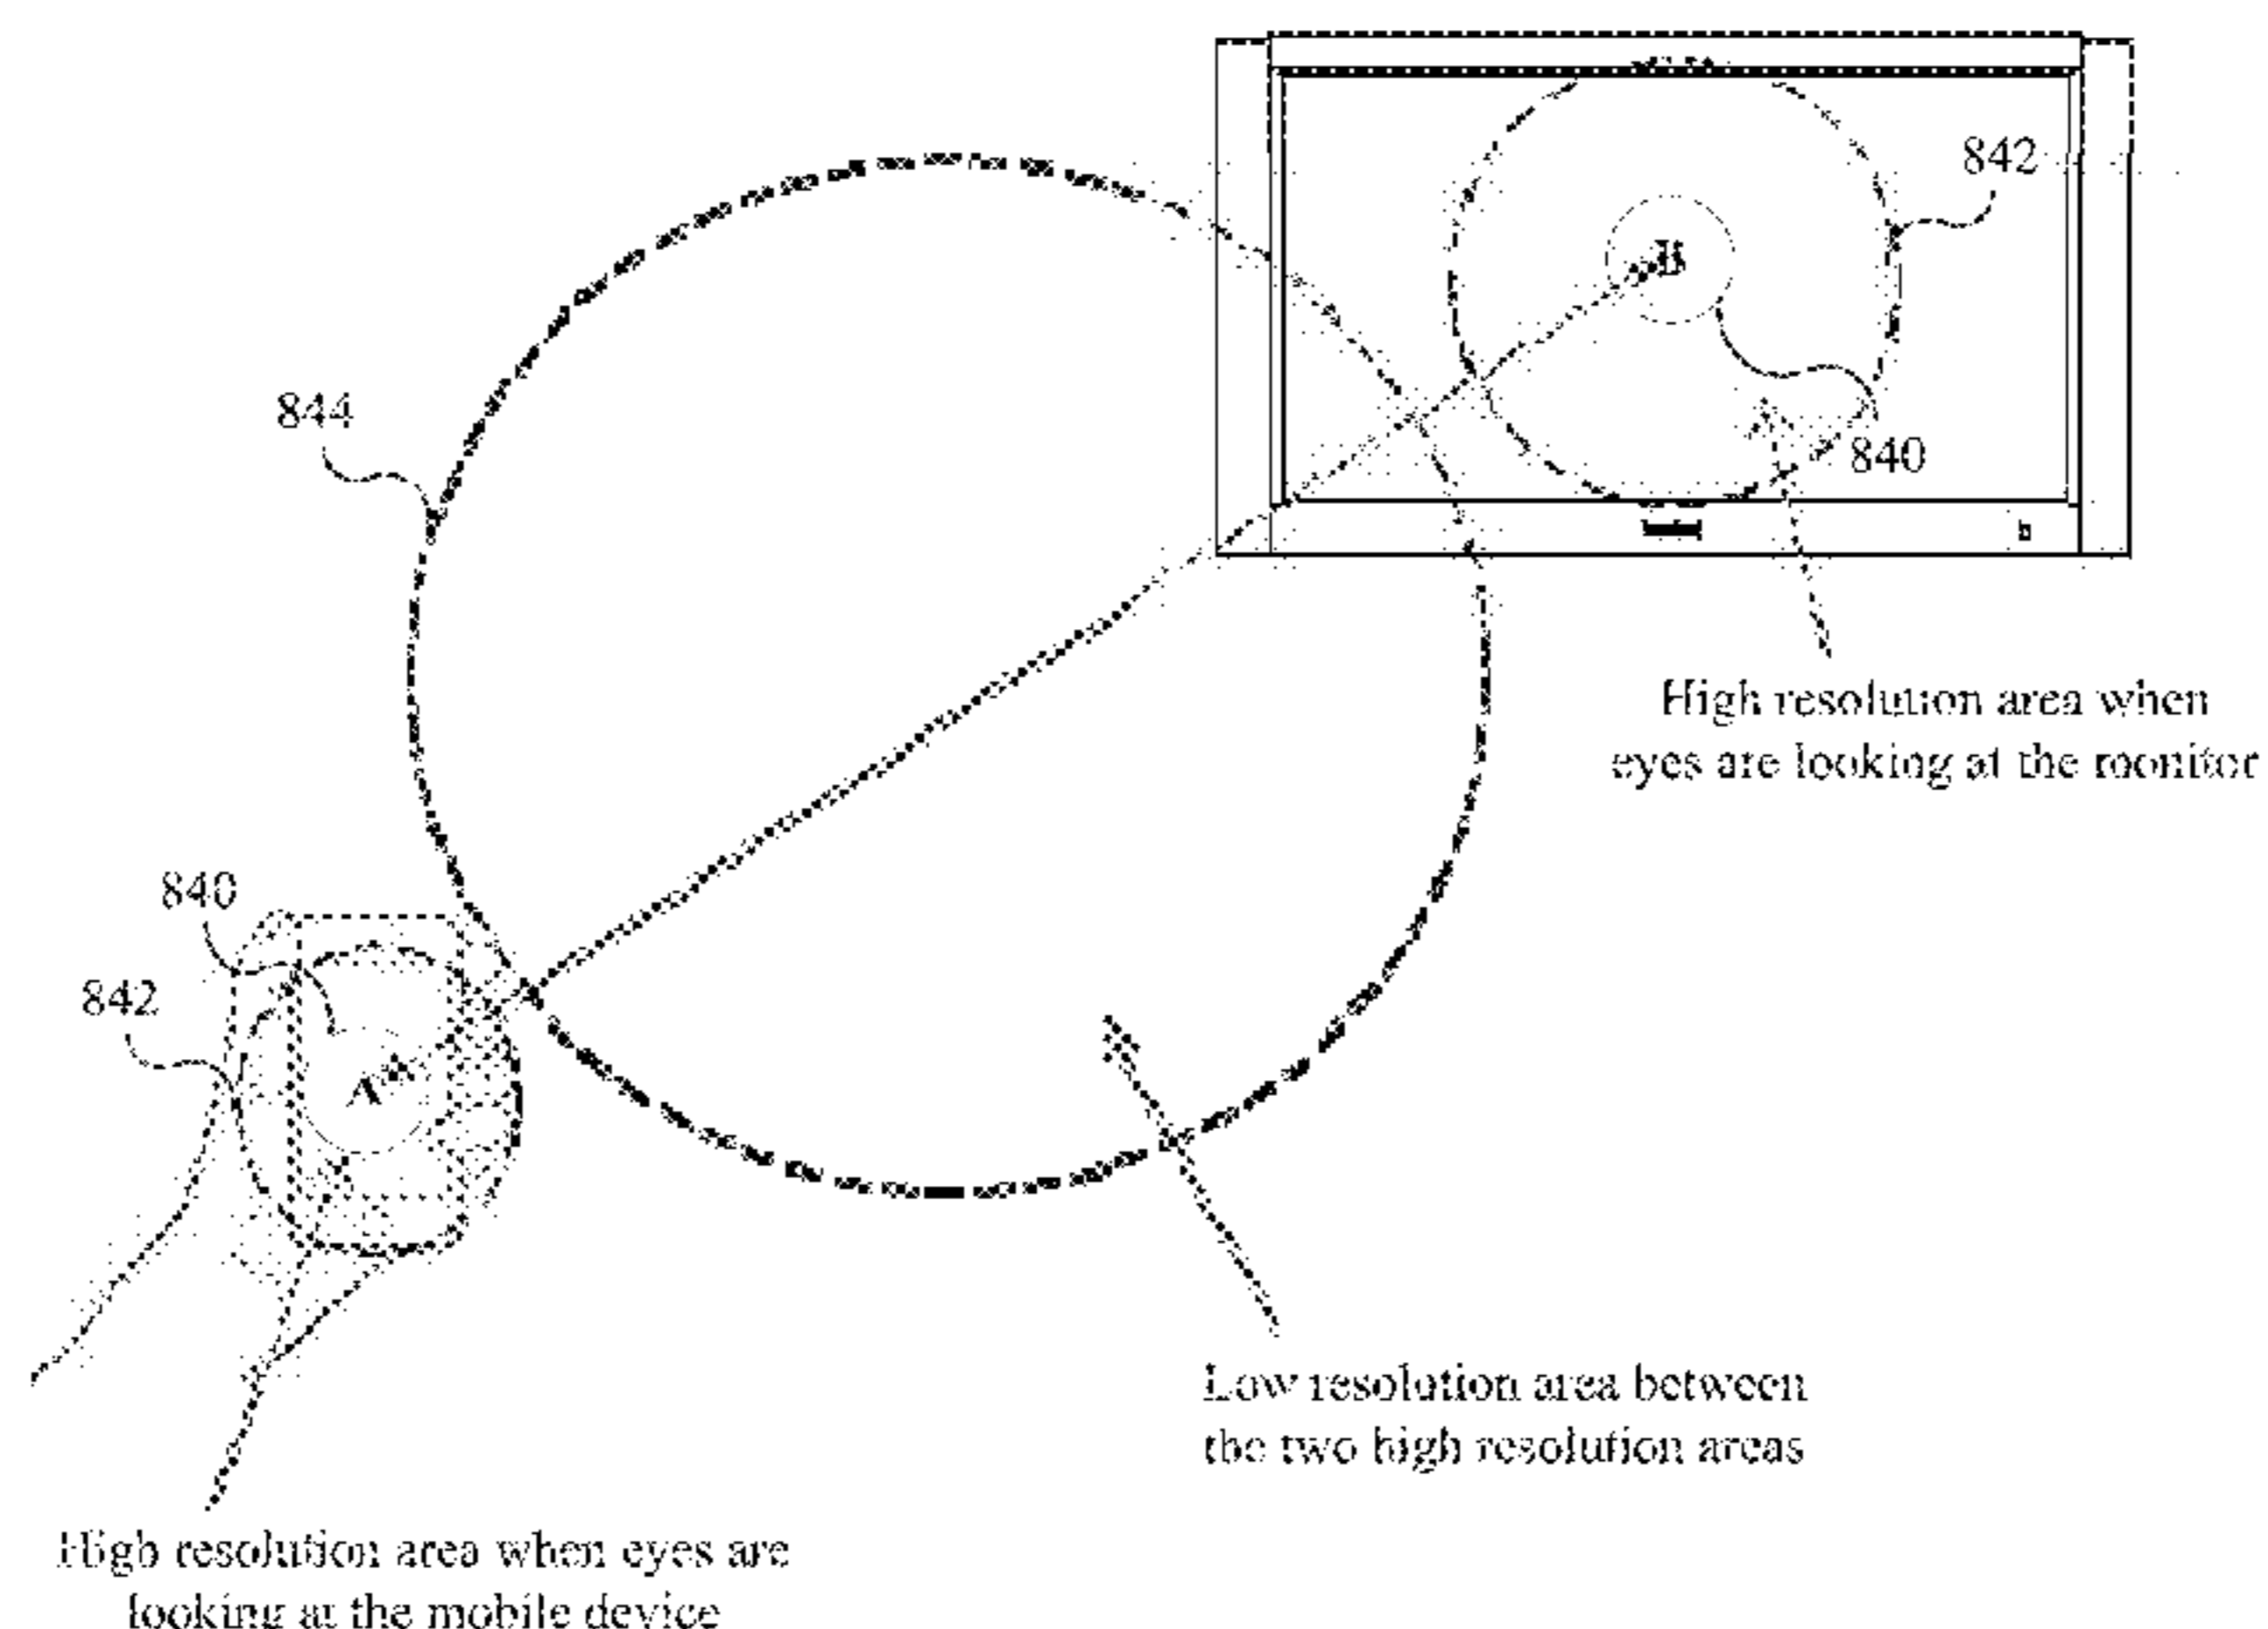 842
B
844
840
b
High resolution area when
eyes are looking at the monitor
840
842
A
Low resolution area between
the two high resolution areas
High resolution area when eyes are
looking at the mobile device